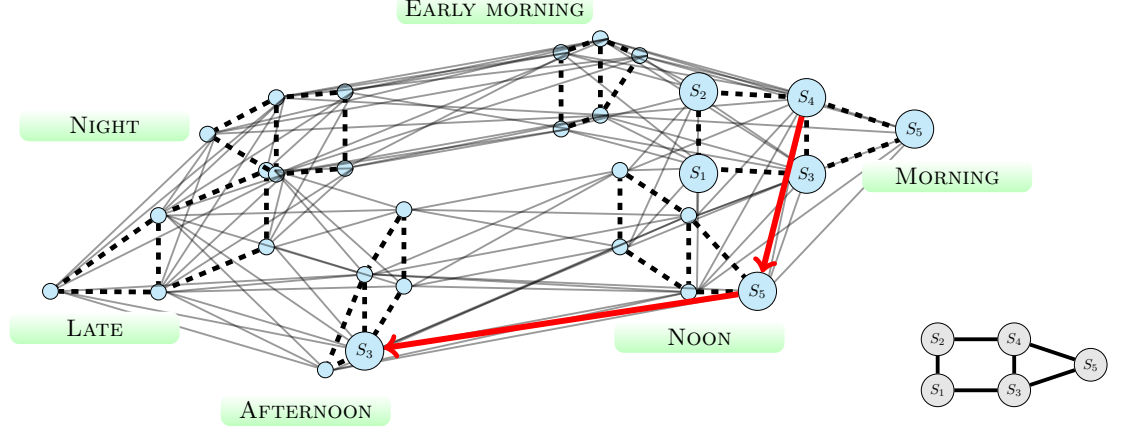 EARLY MORNING
S2
S4
S5
NIGHT
S1
S3
MORNING
S5
LATE
NOON
S3
AFTERNOON
S2
S4
S5
S1
S3